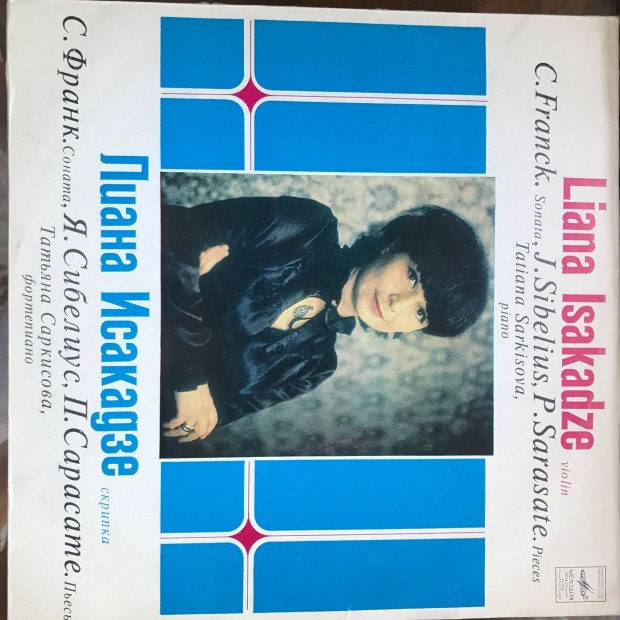 Liana Isakadze violin
C. Franck. Sonata, J. Sibelius, P. Sarasate. Pieces
Tatiana Sarkisova,
piano
Лиана Исакадзе скрипка
С. Франк. Соната, Я. Сибелиус, П. Сарасате. Пьесы
Татьяна Саркисова,
фортепиано
МЕЛОДИЯ